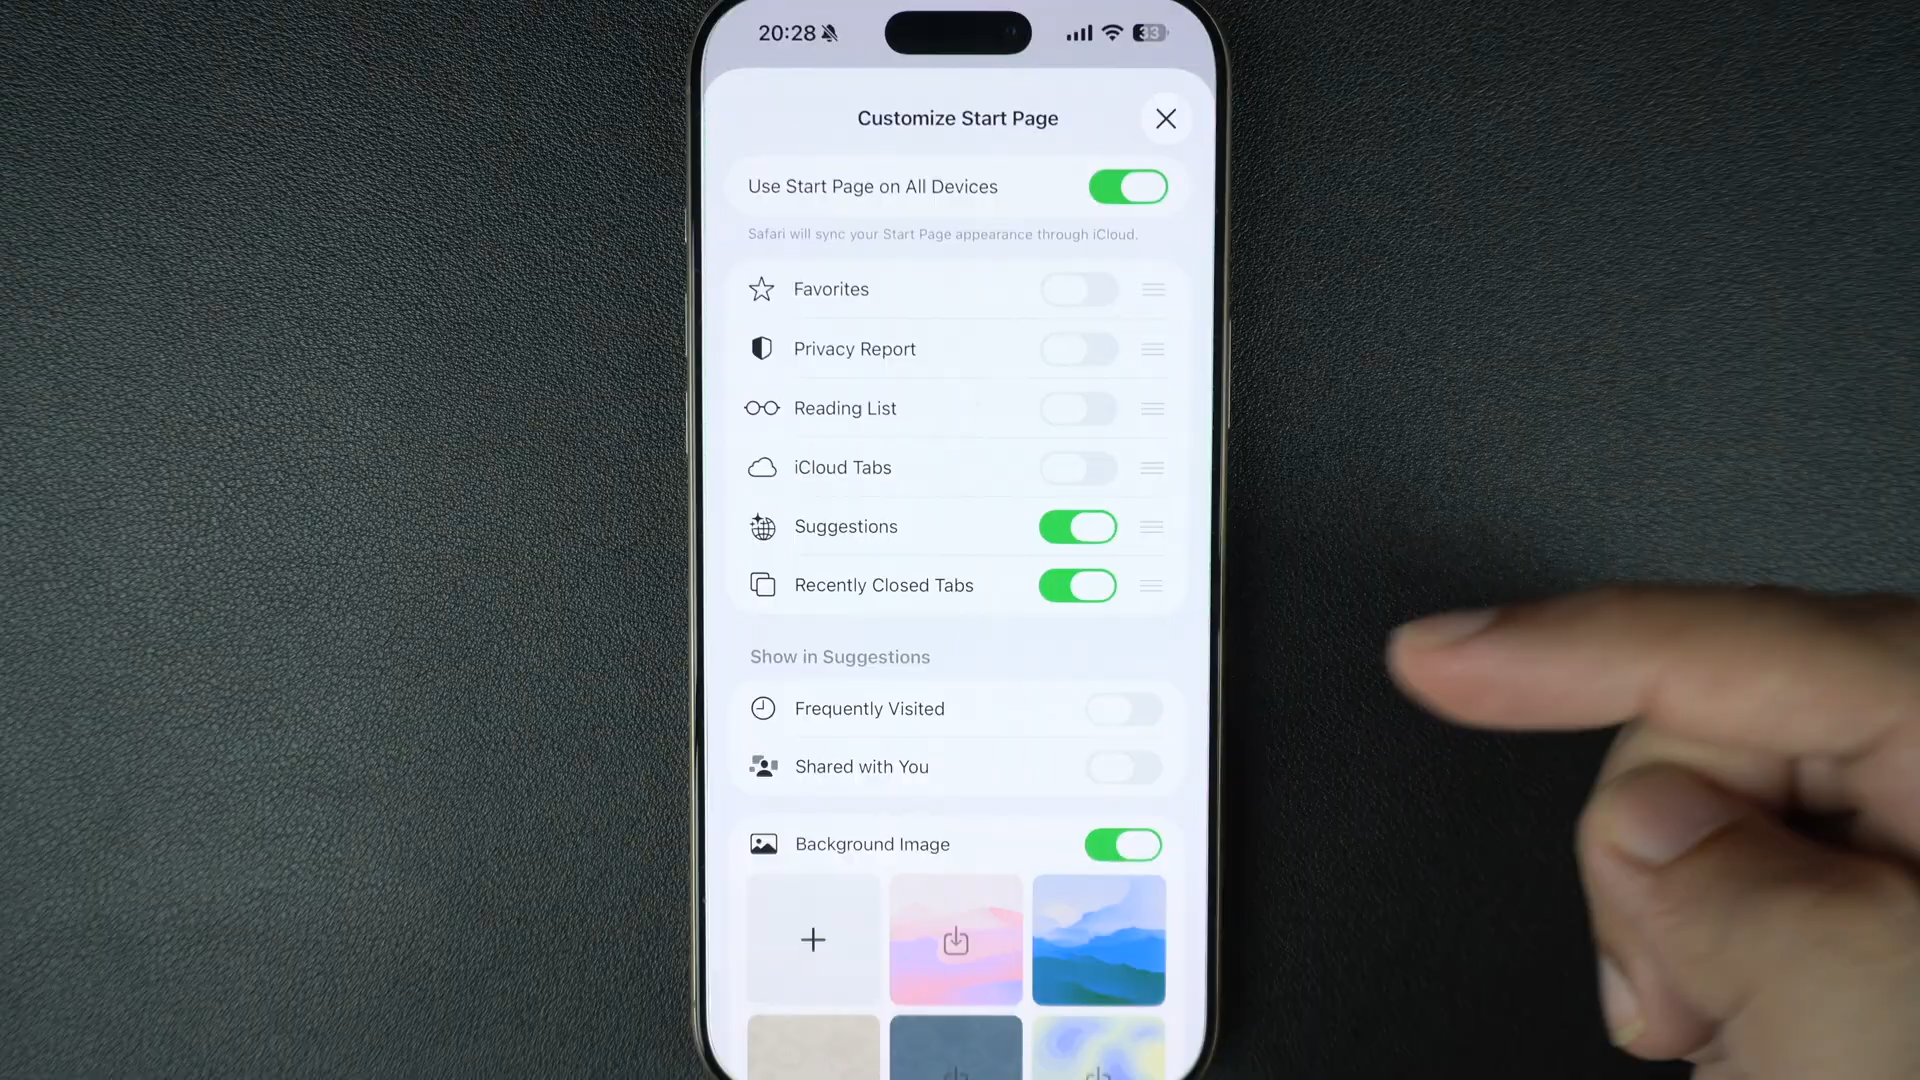 20:28
33
Customize Start Page
Use Start Page on All Devices
Safari will sync your Start Page appearance through iCloud.
Favorites
Privacy Report
Reading List
iCloud Tabs
Suggestions
Recently Closed Tabs
Show in Suggestions
Frequently Visited
Shared with You
Background Image